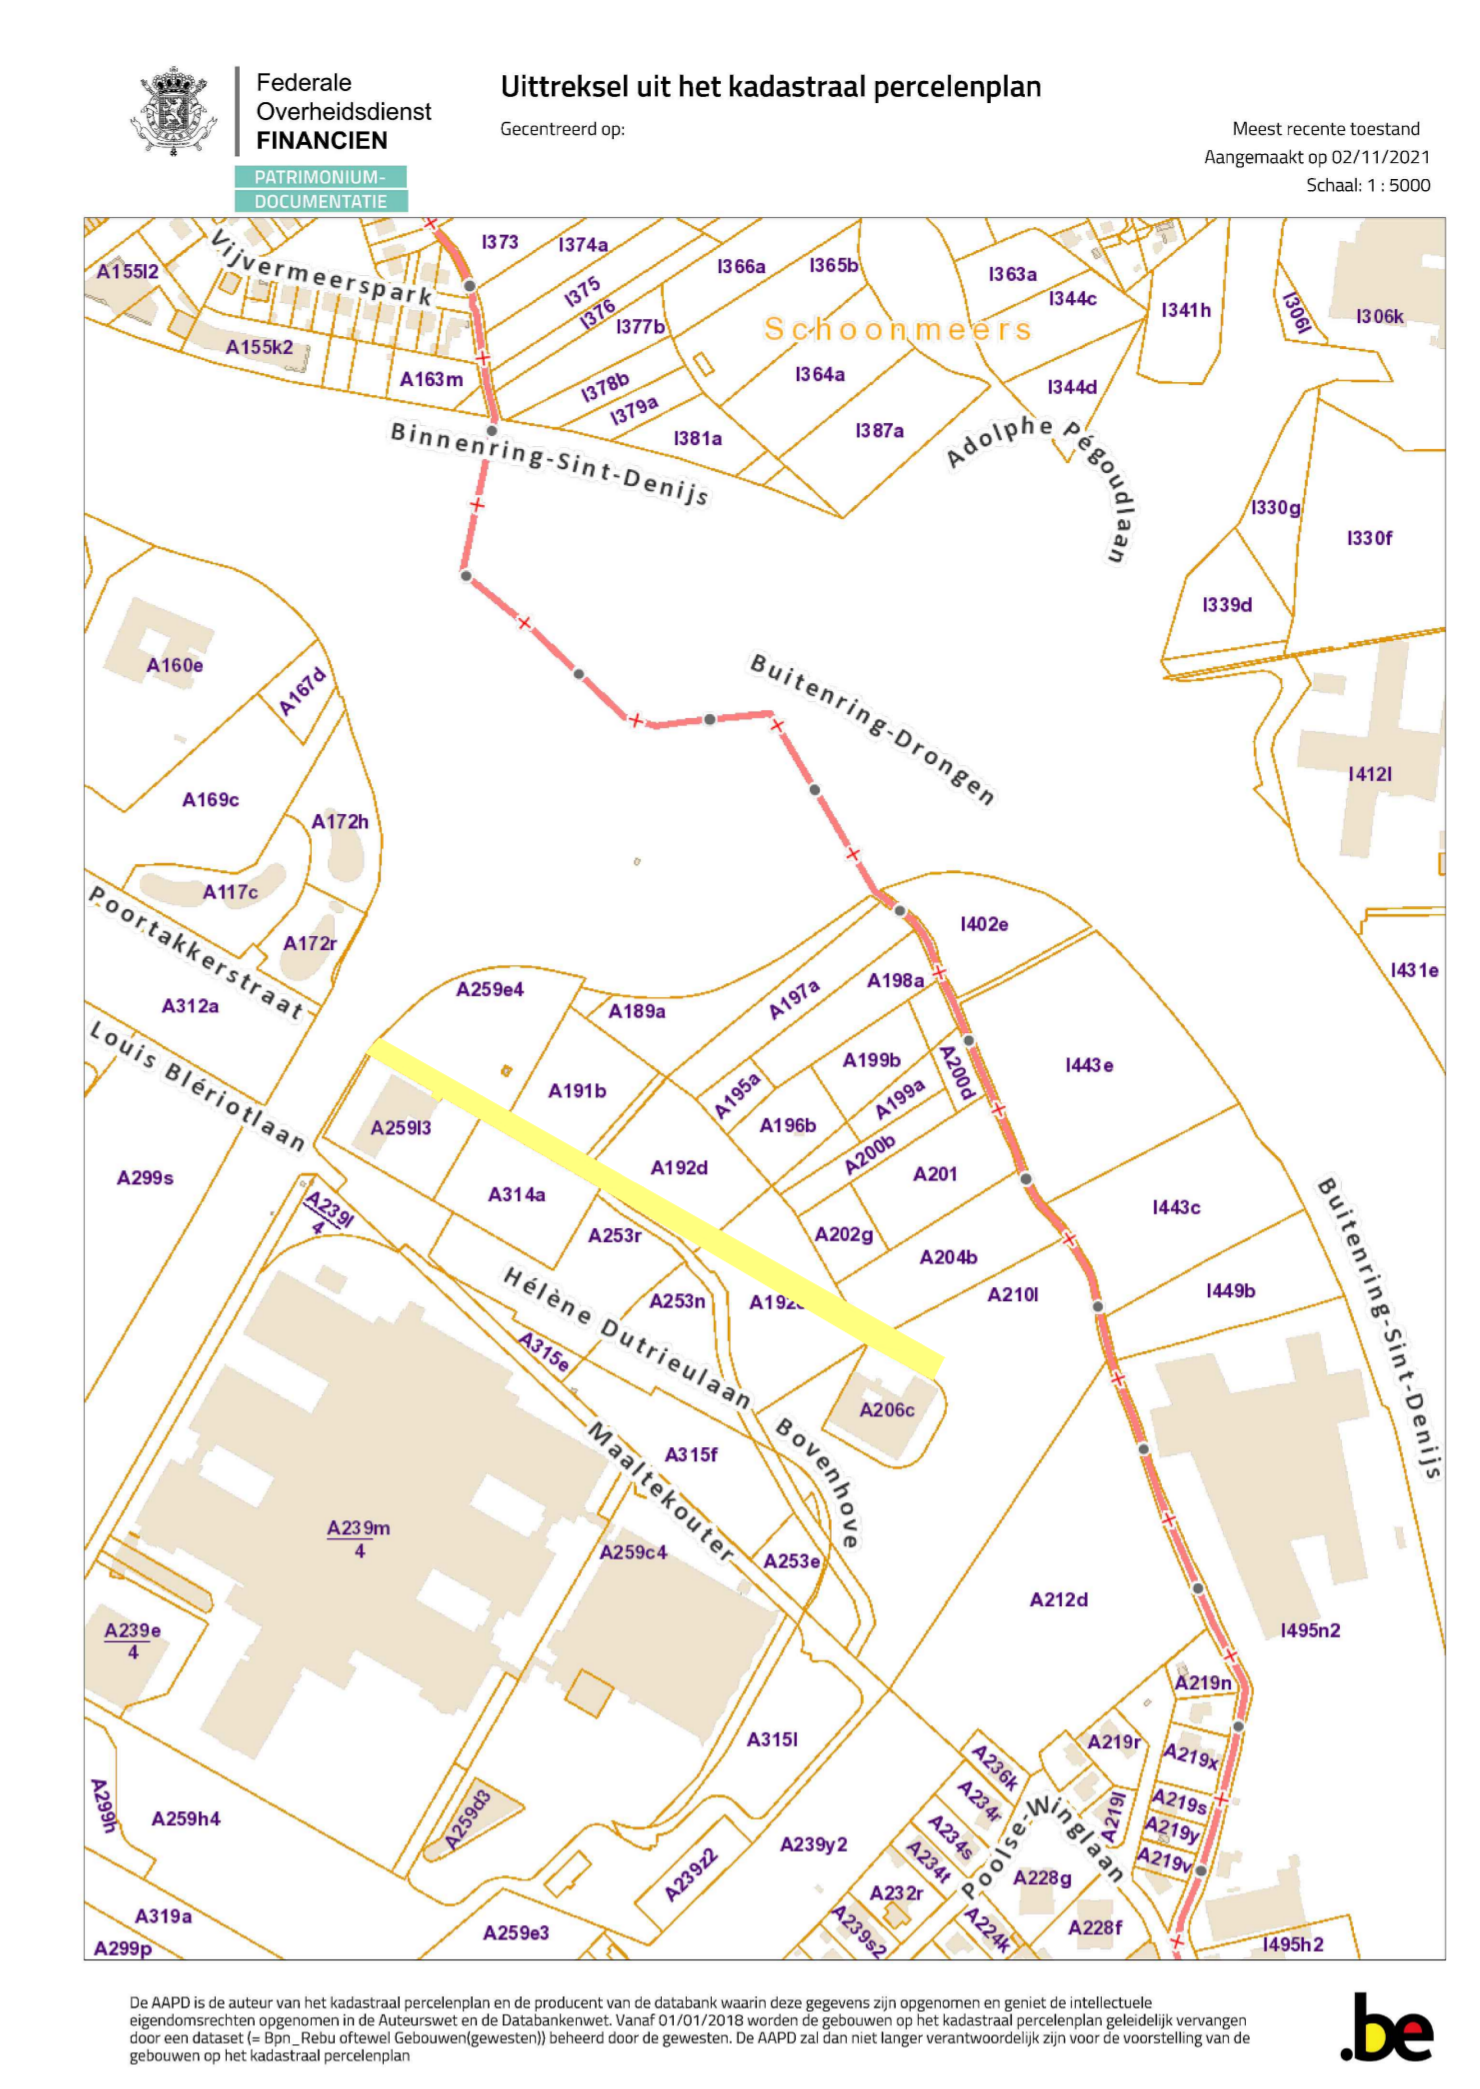 Federale
Overheidsdienst
FINANCIEN
PATRIMONIUM-
DOCUMENTATIE
Uittreksel uit het kadastraal percelenplan
Gecentreerd op:
Meest recente toestand
Aangemaakt op 02/11/2021
Schaal: 1 : 5000
I373
I374a
A155l2
Vijvermeerspark
I375
I376
I366a
I365b
I363a
I344c
I341h
I306l
I306k
I377b
Schoonmeers
A155k2
A163m
I378b
I379a
I364a
I344d
I381a
I387a
Binnenring-Sint-Denijs
Adolphe Pégoudlaan
I330g
I330f
I339d
A160e
A167d
Buitenring-Drongen
I412l
A169c
A172h
A117c
Poortakkerstraat
A172r
I402e
I431e
A312a
A259e4
A189a
A197a
A198a
Louis Blériotlaan
A191b
A195a
A199b
A199a
A200d
I443e
A259l3
A196b
A200b
A299s
A314a
A192d
A201
A239l
4
A253r
A202g
I443c
A204b
Buitenring-Sint-Denijs
Hélène Dutrieulaan
A253n
A210l
I449b
A315e
A206c
Maaltekouter
A315f
Bovenhove
A239m
4
A259c4
A253e
A212d
A239e
4
I495n2
A219n
A315l
A219r
A219x
A236k
A299h
A259h4
A259d3
A234r
A219l
A219s
A234s
Poolse-Winglaan
A219y
A239y2
A234t
A219v
A239z2
A228g
A232r
A319a
A259e3
A239s2
A224k
A228f
A299p
I495h2
De AAPD is de auteur van het kadastraal percelenplan en de producent van de databank waarin deze gegevens zijn opgenomen en geniet de intellectuele
eigendomsrechten opgenomen in de Auteurswet en de Databankenwet. Vanaf 01/01/2018 worden de gebouwen op het kadastraal percelenplan geleidelijk vervangen
door een dataset (= Bpn_Rebu oftewel Gebouwen(gewesten)) beheerd door de gewesten. De AAPD zal dan niet langer verantwoordelijk zijn voor de voorstelling van de
gebouwen op het kadastraal percelenplan
.be